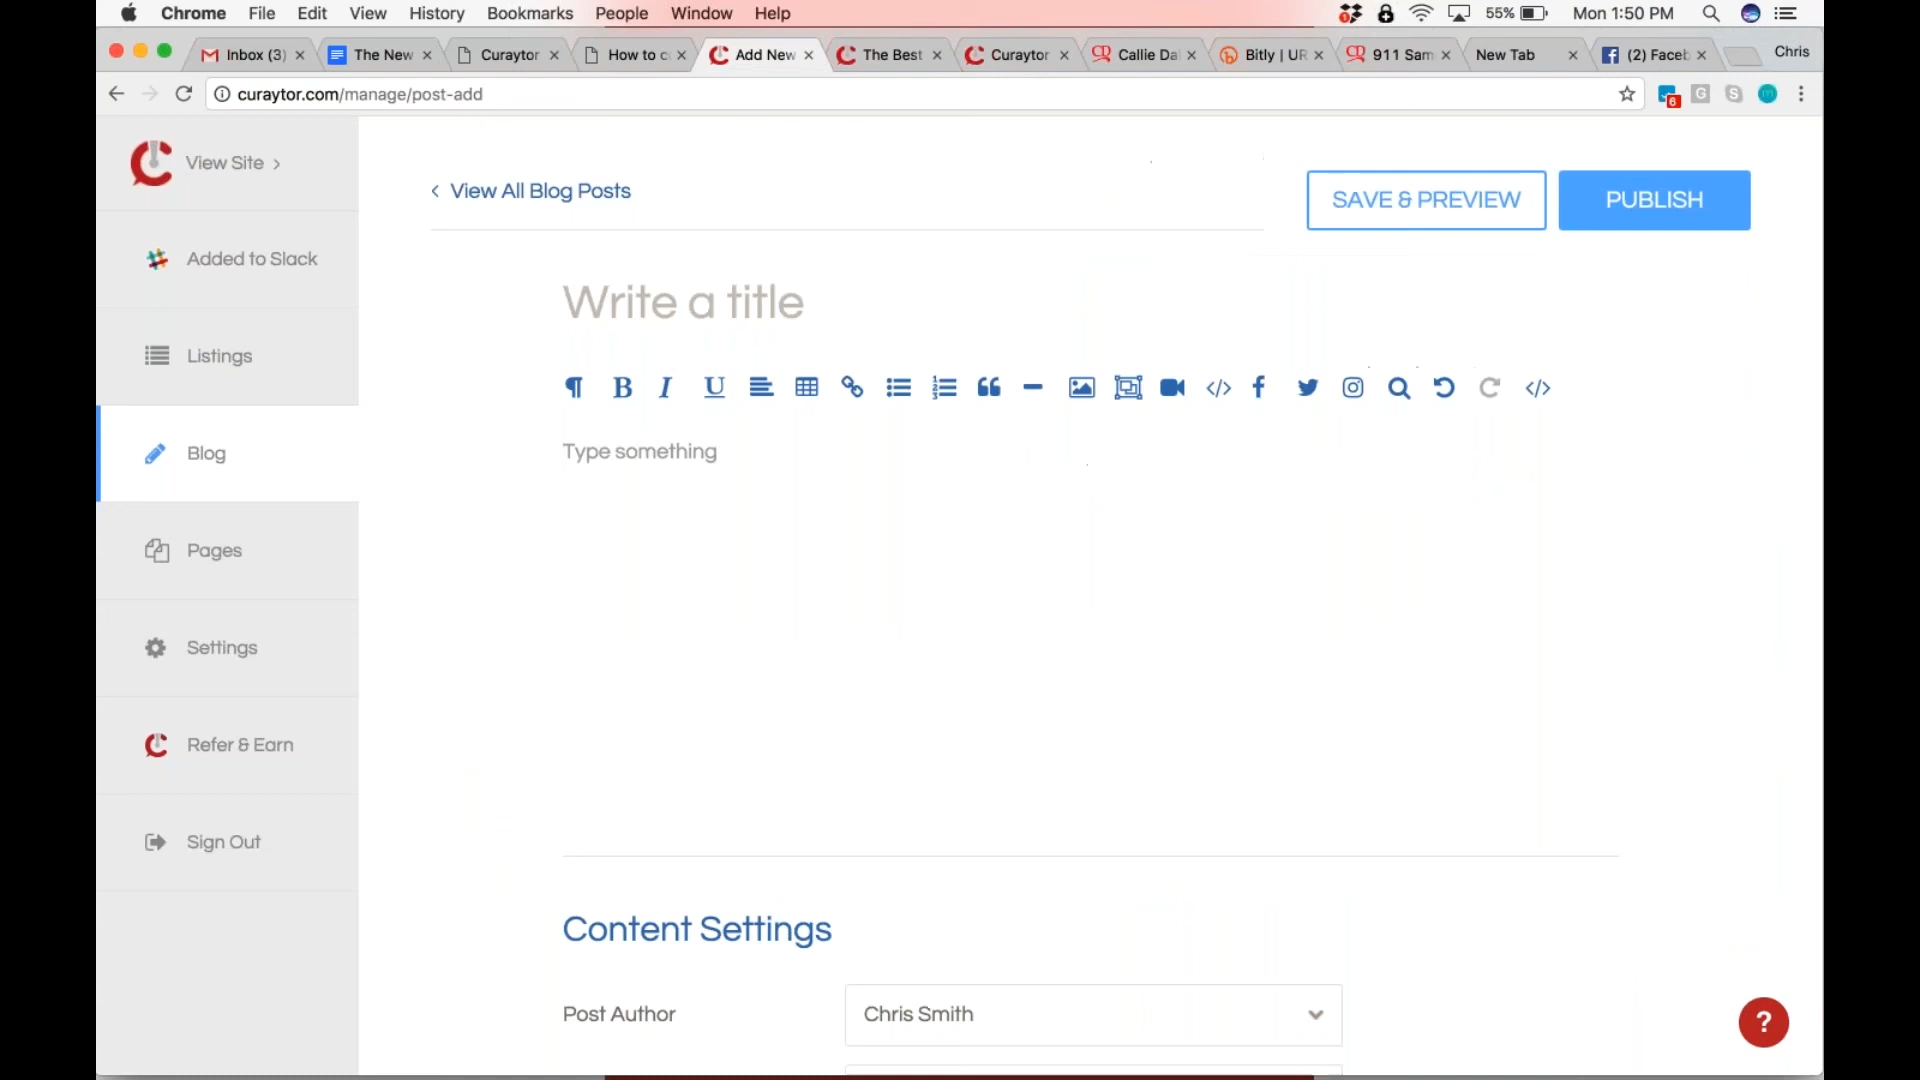 Chrome File Edit View History Bookmarks People Window Help 55% Mon 1:50 PM
Inbox (3) The New Curaytor How to c Add New The Best Curaytor Callie Da Bitly | UR 911 Sam New Tab (2) Faceb Chris
curaytor.com/manage/post-add 6
View Site
Added to Slack
Listings
Blog
Pages
Settings
Refer & Earn
Sign Out
View All Blog Posts
SAVE & PREVIEW
PUBLISH
Write a title
Type something
Content Settings
Post Author
Chris Smith
?